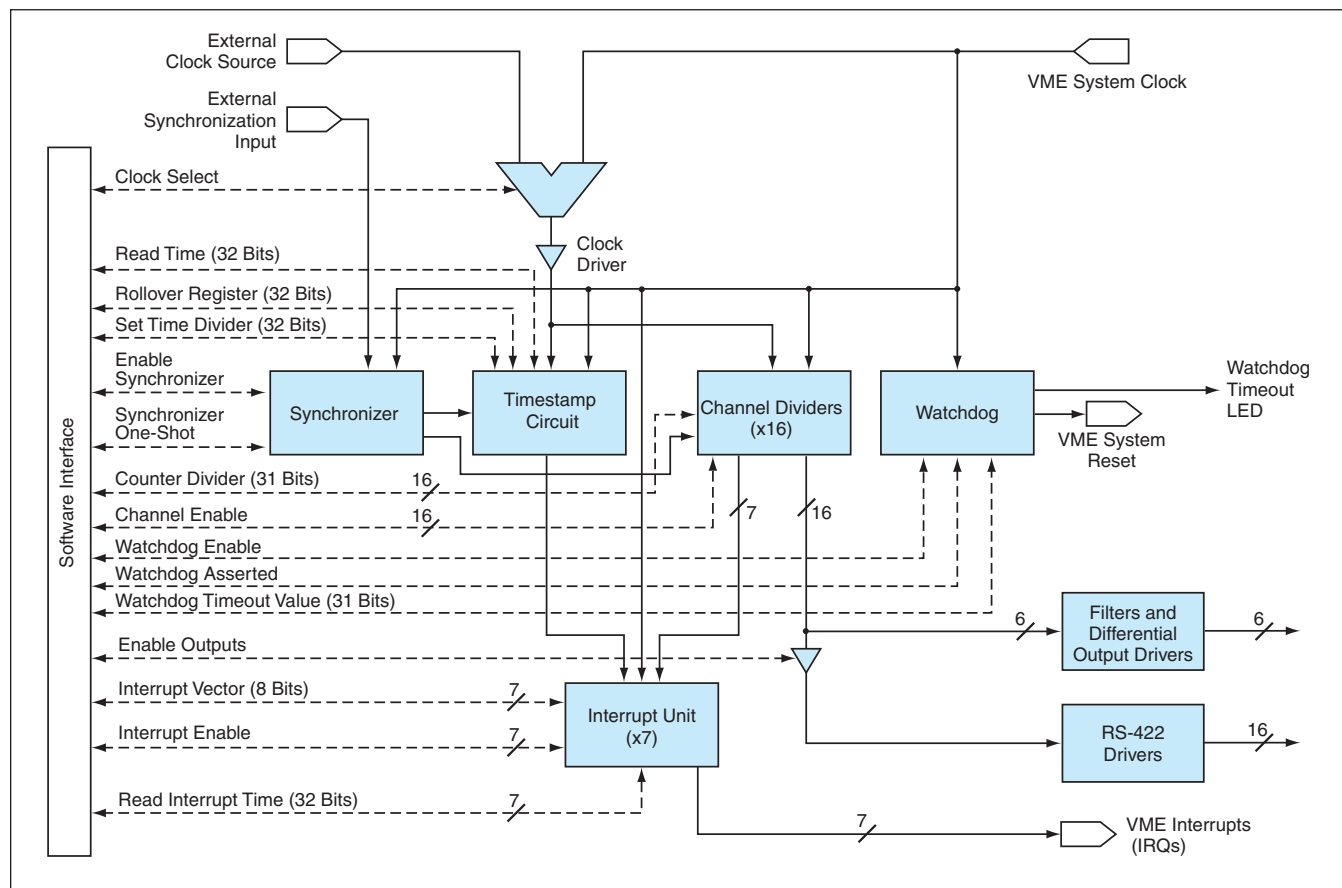 External
Clock Source
VME System Clock
External
Synchronization
Input
Clock Select
Clock
Driver
Read Time (32 Bits)
Rollover Register (32 Bits)
Set Time Divider (32 Bits)
Enable
Synchronizer
Synchronizer
One-Shot
Synchronizer
Timestamp
Circuit
Channel Dividers
(x16)
Watchdog
Watchdog
Timeout
LED
VME System
Reset
Software Interface
Counter Divider (31 Bits)
16
Channel Enable
16
7
16
Watchdog Enable
Watchdog Asserted
Watchdog Timeout Value (31 Bits)
Enable Outputs
6
Filters and
Differential
Output Drivers
6
Interrupt Vector (8 Bits)
7
Interrupt Enable
7
Interrupt Unit
(x7)
RS-422
Drivers
16
Read Interrupt Time (32 Bits)
7
7
VME Interrupts
(IRQs)